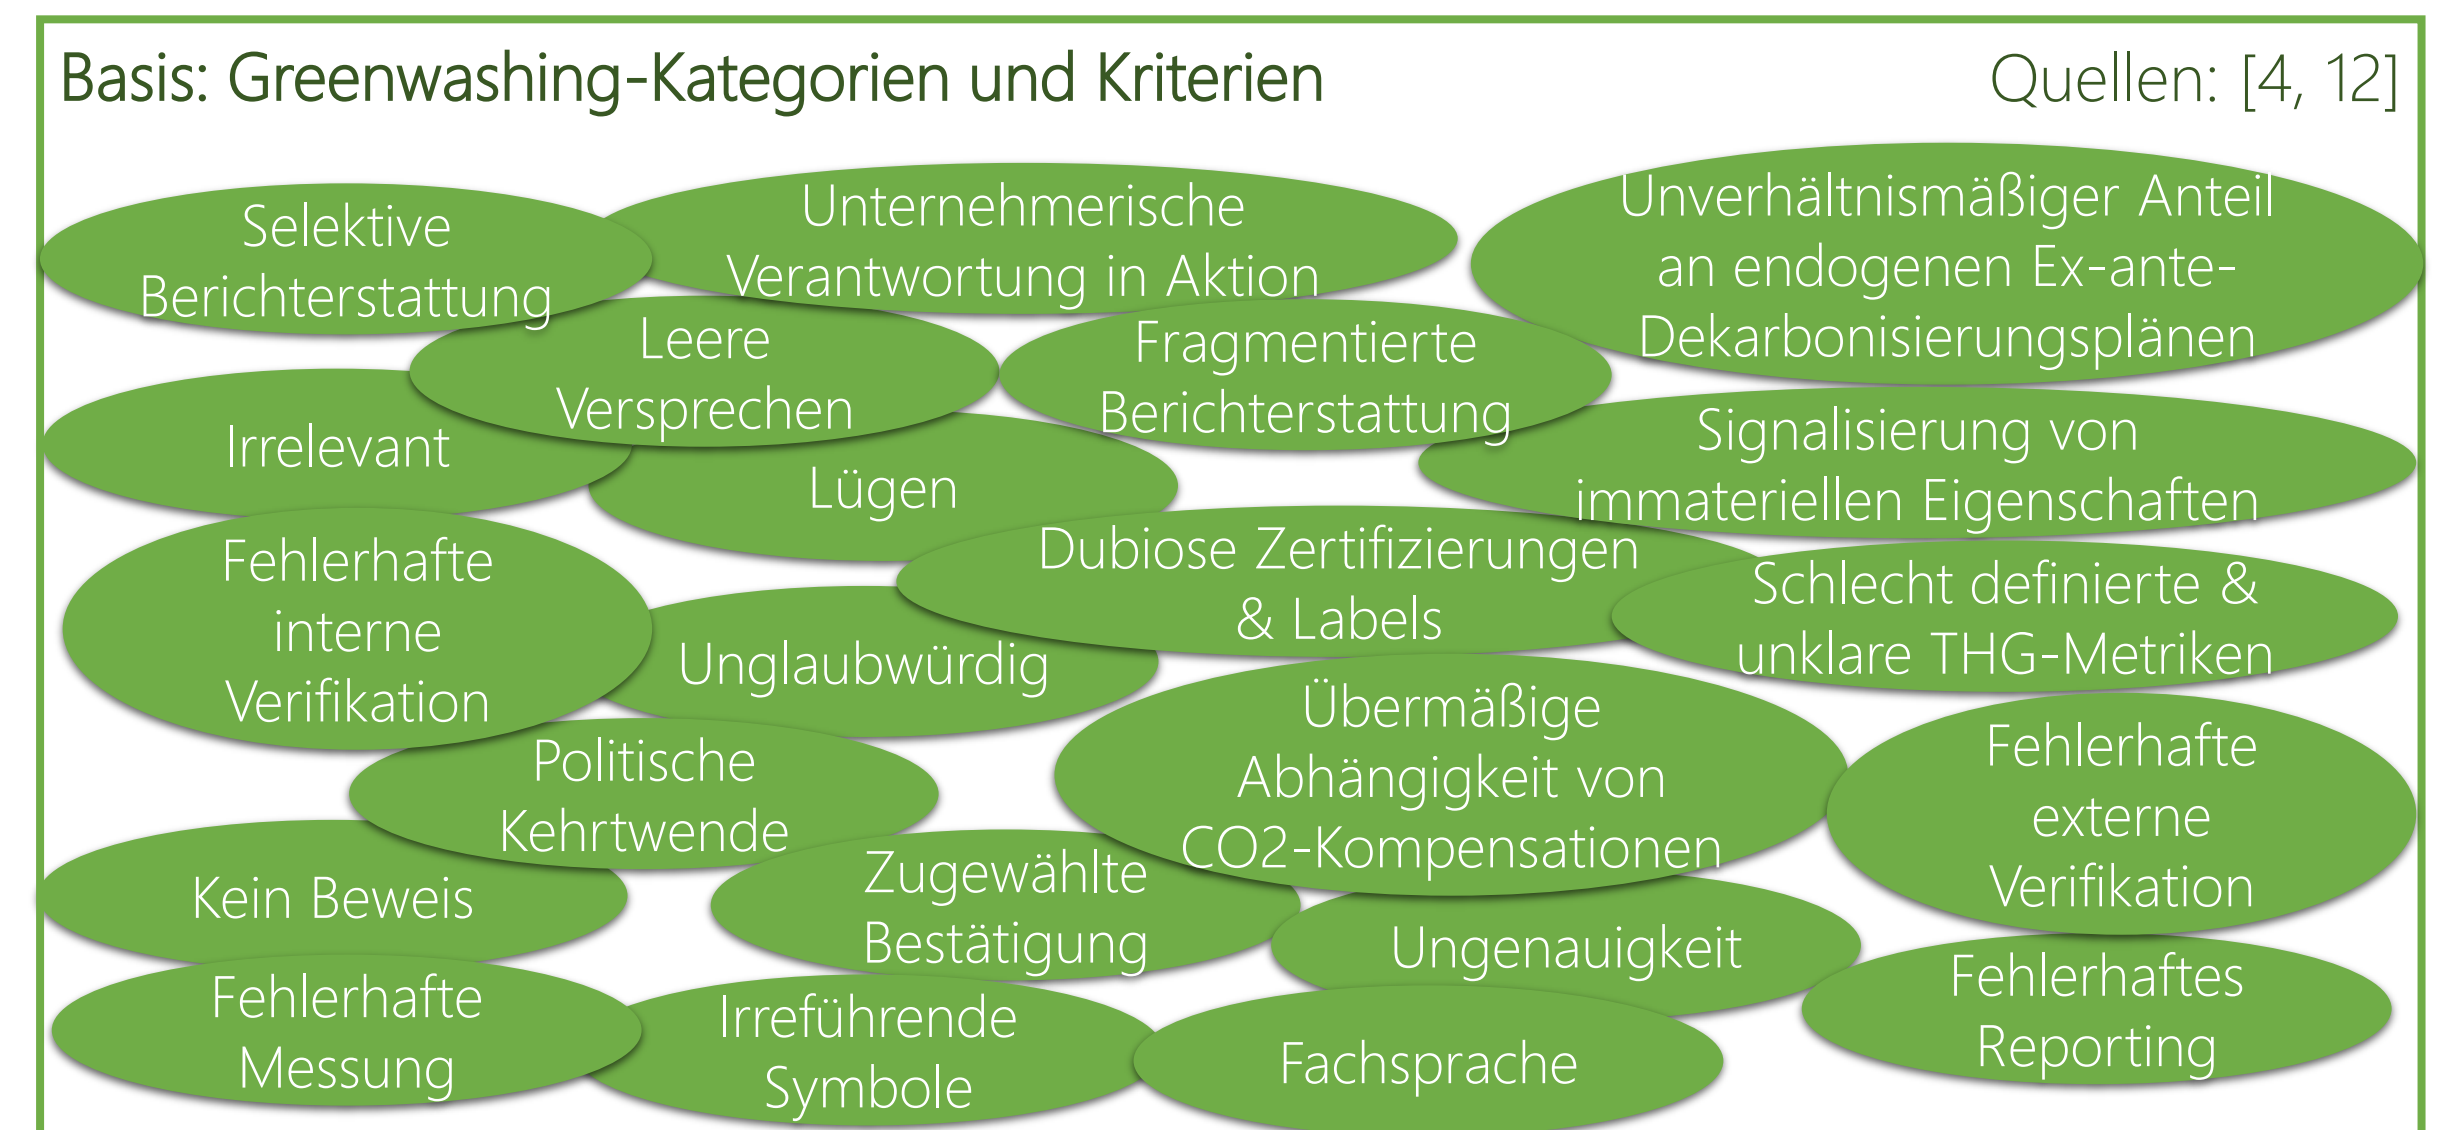 Basis: Greenwashing-Kategorien und Kriterien
Quellen: [4, 12]
Selektive
Berichterstattung
Unternehmerische
Verantwortung in Aktion
Unverhältnismäßiger Anteil
an endogenen Ex-ante-
Dekarbonisierungsplänen
Leere
Versprechen
Fragmentierte
Berichterstattung
Irrelevant
Lügen
Signalisierung von
immateriellen Eigenschaften
Fehlerhafte
interne
Verifikation
Unglaubwürdig
Dubiose Zertifizierungen
& Labels
Schlecht definierte &
unklare THG-Metriken
Politische
Kehrtwende
Übermäßige
Abhängigkeit von
CO2-Kompensationen
Fehlerhafte
externe
Verifikation
Kein Beweis
Zugewählte
Bestätigung
Ungenauigkeit
Fehlerhafte
Messung
Irreführende
Symbole
Fachsprache
Fehlerhaftes
Reporting